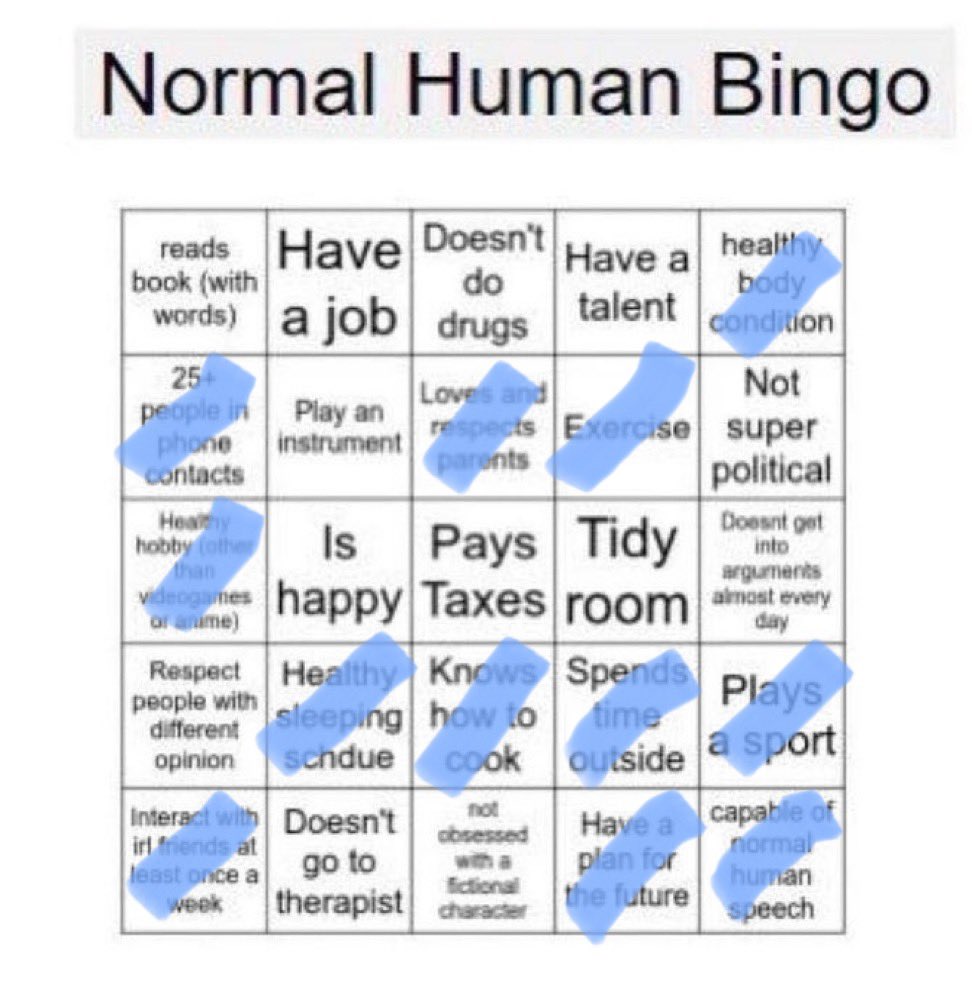 Normal Human Bingo
reads
book (with
words)
Have
a job
Doesn't
do
drugs
Have a
talent
healthy
body
condition
25+
people in
phone
contacts
Play an
instrument
Loves and
respects
parents
Exercise
Not
super
political
Healthy
hobby (other
than
videogames
or anime)
Is
happy
Pays
Taxes
Tidy
room
Doesnt get
into
arguments
almost every
day
Respect
people with
different
opinion
Healthy
sleeping
schdue
Knows
how to
cook
Spends
time
outside
Plays
a sport
Interact with
irl friends at
least once a
week
Doesn't
go to
therapist
not
obsessed
with a
fictional
character
Have a
plan for
the future
capable of
normal
human
speech